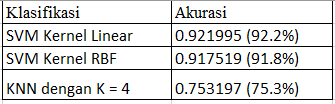 Klasifikasi Akurasi
SVM Kernel Linear 0.921995 (92.2%)
SVM Kernel RBF 0.917519 (91.8%)
KNN dengan K = 4 0.753197 (75.3%)